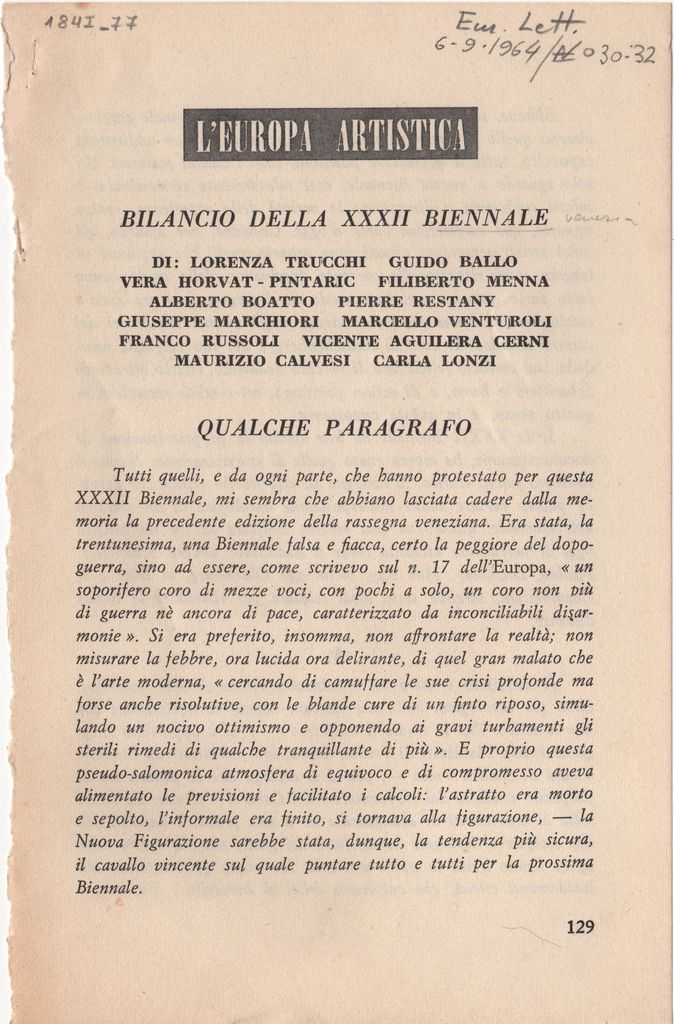 184I_77
Eur. Lett.
6-9-1964/N 030-32
L'EUROPA ARTISTICA
BILANCIO DELLA XXXII BIENNALE venezia
DI: LORENZA TRUCCHI GUIDO BALLO
VERA HORVAT-PINTARIC FILIBERTO MENNA
ALBERTO BOATTO PIERRE RESTANY
GIUSEPPE MARCHIORI MARCELLO VENTUROLI
FRANCO RUSSOLI VICENTE AGUILERA CERNI
MAURIZIO CALVESI CARLA LONZI
QUALCHE PARAGRAFO
Tutti quelli, e da ogni parte, che hanno protestato per questa
XXXII Biennale, mi sembra che abbiano lasciata cadere dalla me-
moria la precedente edizione della rassegna veneziana. Era stata, la
trentunesima, una Biennale falsa e fiacca, certo la peggiore del dopo-
guerra, sino ad essere, come scrivevo sul n. 17 dell'Europa, « un
soporifero coro di mezze voci, con pochi a solo, un coro non più
di guerra nè ancora di pace, caratterizzato da inconciliabili disar-
monie ». Si era preferito, insomma, non affrontare la realtà; non
misurare la febbre, ora lucida ora delirante, di quel gran malato che
è l'arte moderna, « cercando di camuffare le sue crisi profonde ma
forse anche risolutive, con le blande cure di un finto riposo, simu-
lando un nocivo ottimismo e opponendo ai gravi turbamenti gli
sterili rimedi di qualche tranquillante di più ». E proprio questa
pseudo-salomonica atmosfera di equivoco e di compromesso aveva
alimentato le previsioni e facilitato i calcoli: l'astratto era morto
e sepolto, l'informale era finito, si tornava alla figurazione, — la
Nuova Figurazione sarebbe stata, dunque, la tendenza più sicura,
il cavallo vincente sul quale puntare tutto e tutti per la prossima
Biennale.
129